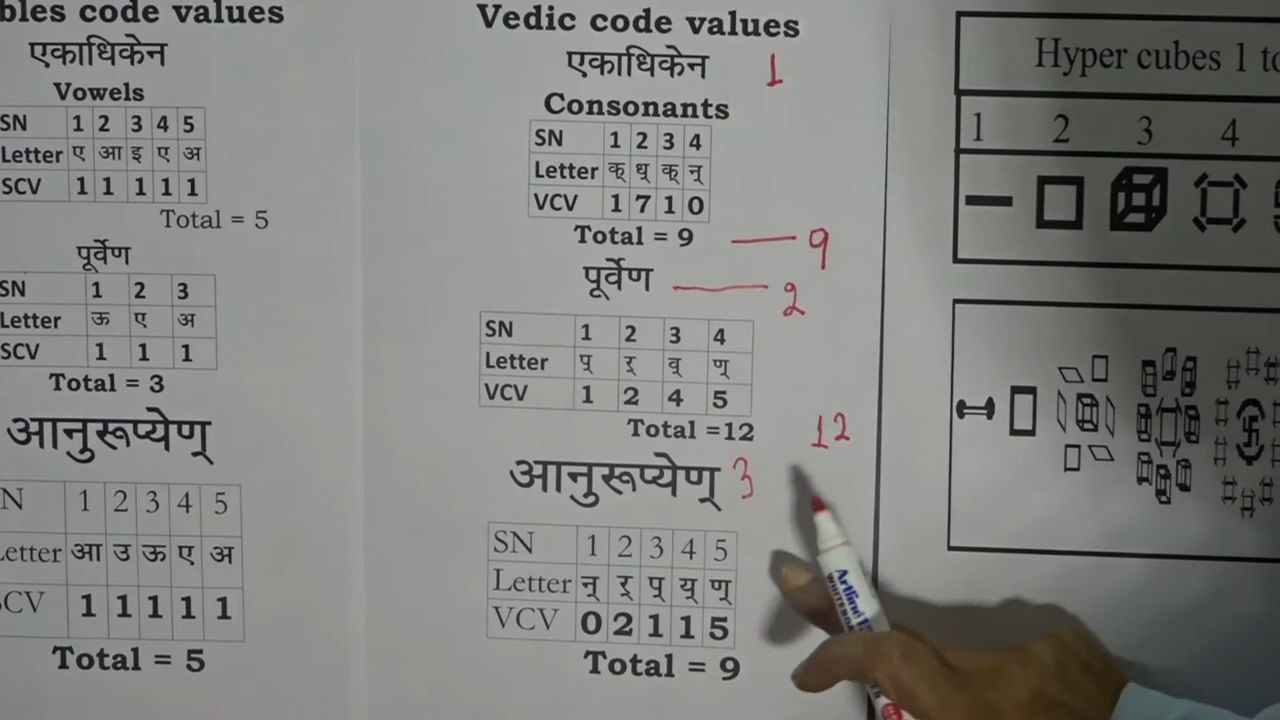 bles code values
एकाधिकेन
Vowels
SN 1 2 3 4 5
Letter ए आ इ ए अ
SCV 1 1 1 1 1
Total = 5
पूर्वेण
SN 1 2 3
Letter ऊ ए अ
SCV 1 1 1
Total = 3
आनुरूप्येण्
N 1 2 3 4 5
etter आ उ ऊ ए अ
CV 1 1 1 1 1
Total = 5
Vedic code values
एकाधिकेन 1
Consonants
SN 1 2 3 4
Letter क् ध् क् न्
VCV 1 7 1 0
Total = 9 — 9
पूर्वेण — 2
SN 1 2 3 4
Letter प् र् व् ण्
VCV 1 2 4 5
Total =12 12
आनुरूप्येण् 3
SN 1 2 3 4 5
Letter न् र् प् य् ण्
VCV 0 2 1 1 5
Total = 9
Hyper cubes 1 to
1 2 3 4
Artline